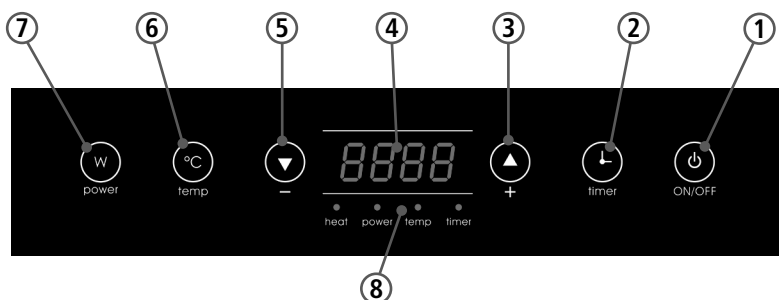 7 6 5 4 3 2 1
W °C ▼ 8888 ▲
power temp – + timer ON/OFF
heat power temp timer
8